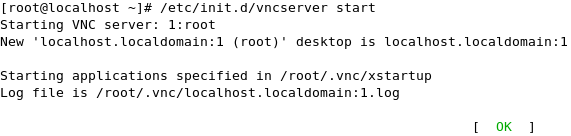 [root@localhost ~]# /etc/init.d/vncserver start
Starting VNC server: 1:root
New 'localhost.localdomain:1 (root)' desktop is localhost.localdomain:1
Starting applications specified in /root/.vnc/xstartup
Log file is /root/.vnc/localhost.localdomain:1.log
[  OK  ]